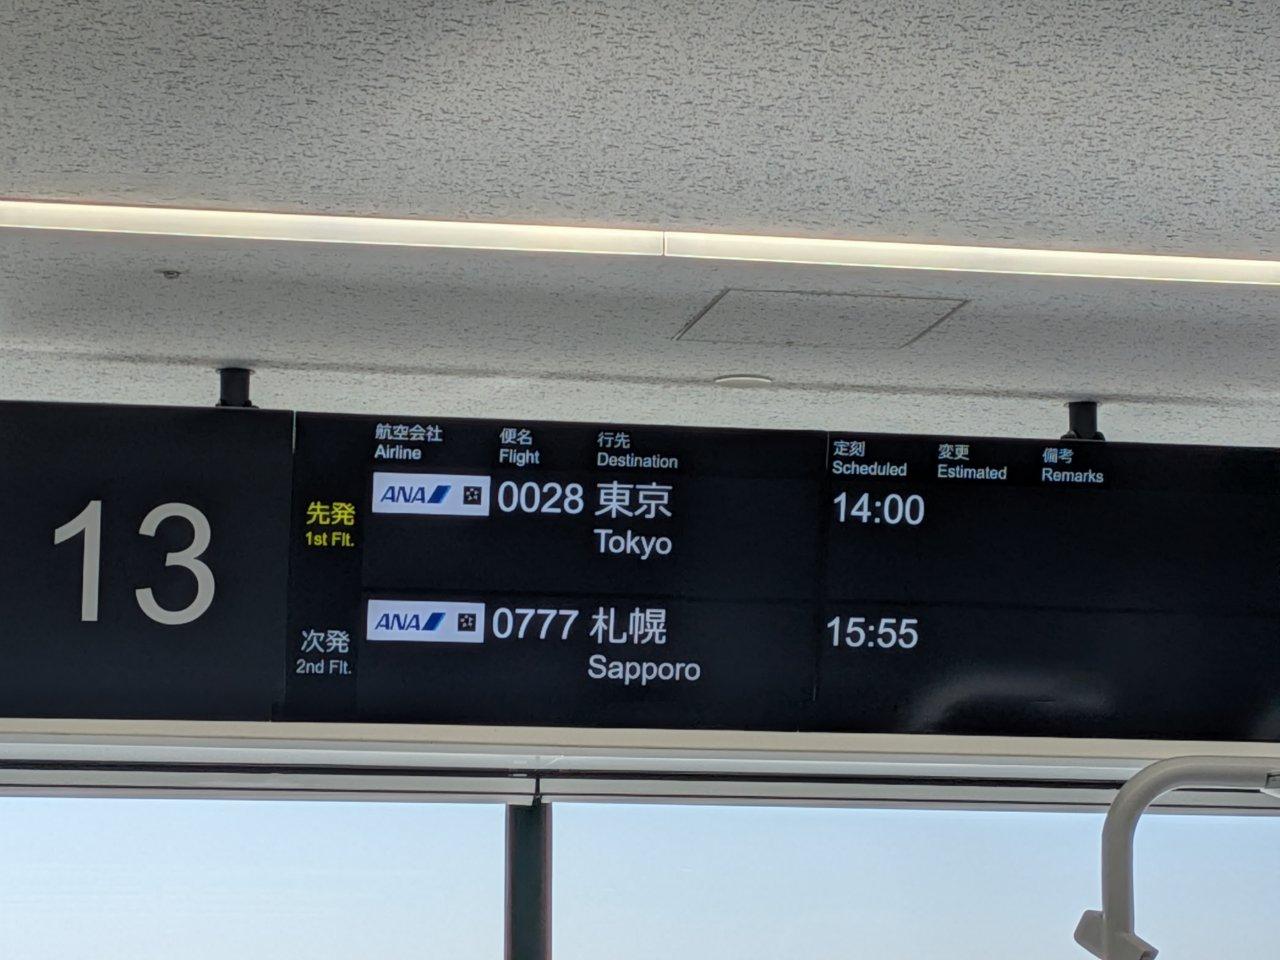 13
航空会社 便名 行先 定刻 変更 備考
Airline Flight Destination Scheduled Estimated Remarks
先発 ANA 0028 東京 14:00
1st Flt. Tokyo
次発 ANA 0777 札幌 15:55
2nd Flt. Sapporo